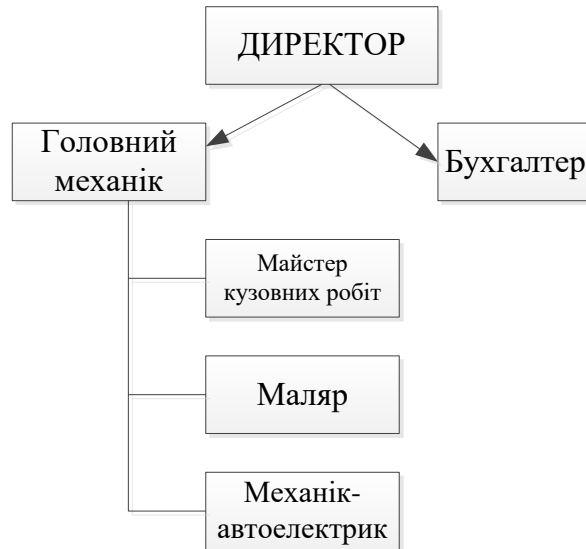 ДИРЕКТОР
Головний
механік
Бухгалтер
Майстер
кузовних робіт
Маляр
Механік-
автоелектрик